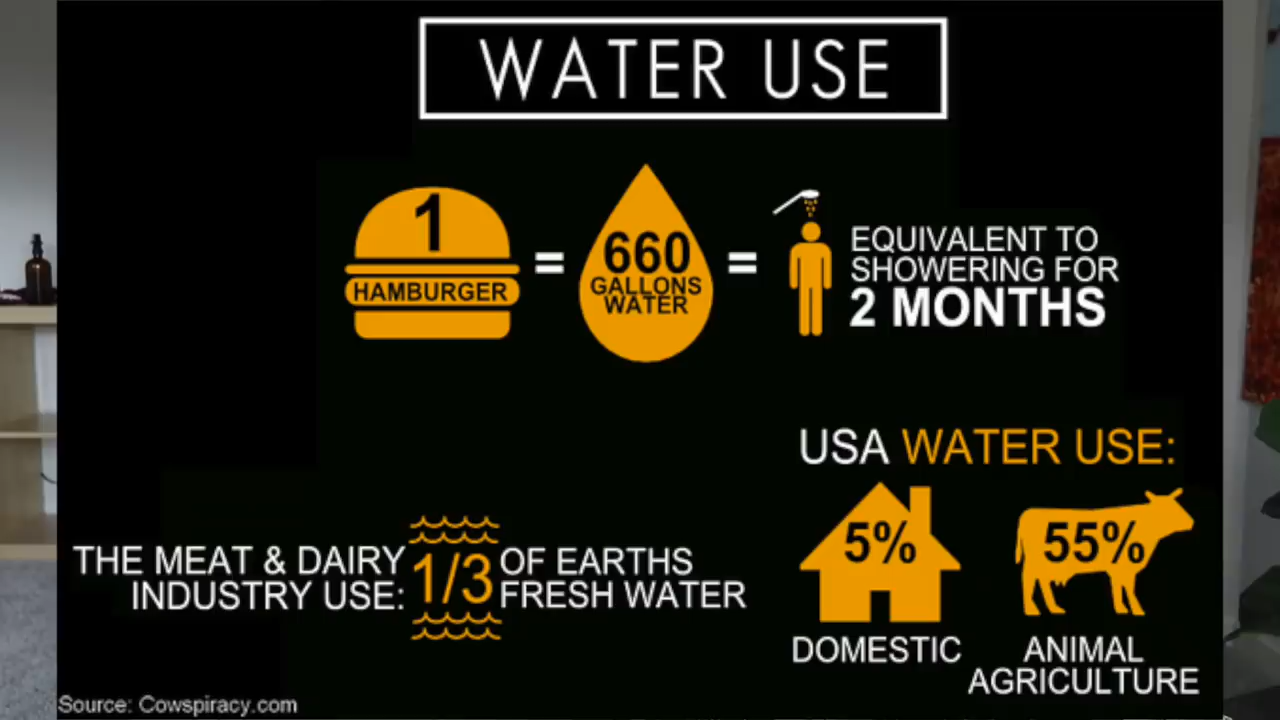 WATER USE
1
HAMBURGER
=
660
GALLONS
WATER
=
EQUIVALENT TO
SHOWERING FOR
2 MONTHS
USA WATER USE:
5%
DOMESTIC
55%
ANIMAL
AGRICULTURE
THE MEAT & DAIRY
INDUSTRY USE:
1/3
OF EARTHS
FRESH WATER
Source: Cowspiracy.com